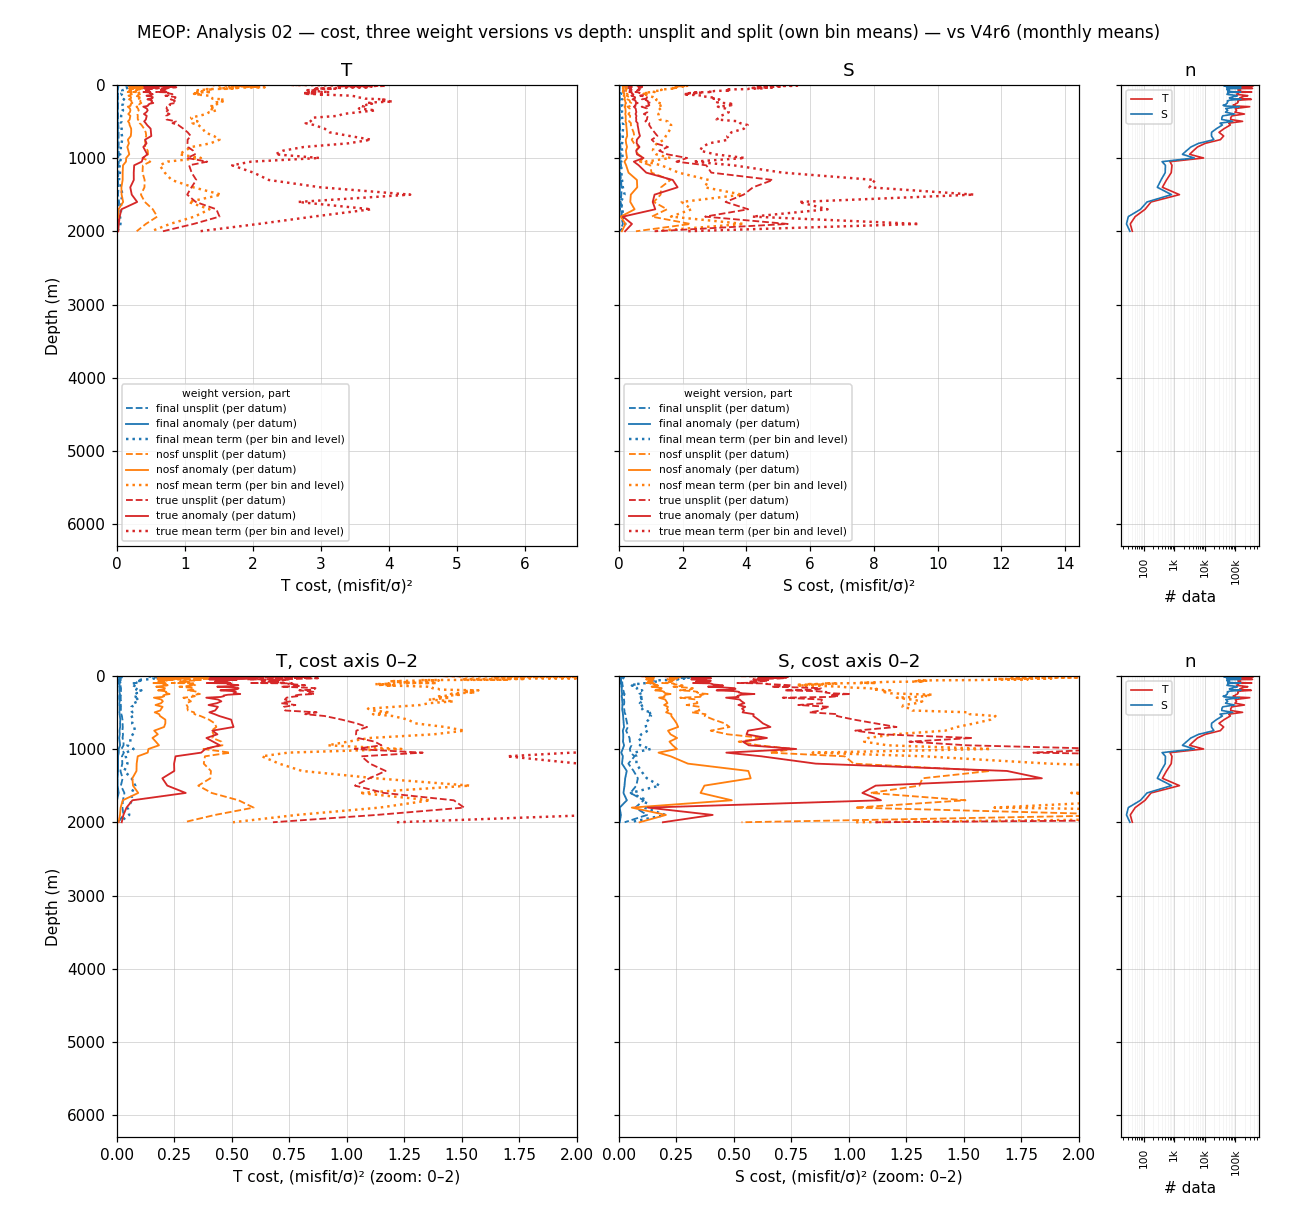 MEOP: Analysis 02 — cost, three weight versions vs depth: unsplit and split (own bin means) — vs V4r6 (monthly means)
T
S
n
0
1000
2000
3000
4000
5000
6000
Depth (m)
weight version, part
final unsplit (per datum)
final anomaly (per datum)
final mean term (per bin and level)
nosf unsplit (per datum)
nosf anomaly (per datum)
nosf mean term (per bin and level)
true unsplit (per datum)
true anomaly (per datum)
true mean term (per bin and level)
0 1 2 3 4 5 6
T cost, (misfit/σ)²
weight version, part
final unsplit (per datum)
final anomaly (per datum)
final mean term (per bin and level)
nosf unsplit (per datum)
nosf anomaly (per datum)
nosf mean term (per bin and level)
true unsplit (per datum)
true anomaly (per datum)
true mean term (per bin and level)
0 2 4 6 8 10 12 14
S cost, (misfit/σ)²
T
S
100 1k 10k 100k
# data
T, cost axis 0–2
S, cost axis 0–2
n
0
1000
2000
3000
4000
5000
6000
Depth (m)
0.00 0.25 0.50 0.75 1.00 1.25 1.50 1.75 2.00
T cost, (misfit/σ)² (zoom: 0–2)
0.00 0.25 0.50 0.75 1.00 1.25 1.50 1.75 2.00
S cost, (misfit/σ)² (zoom: 0–2)
T
S
100 1k 10k 100k
# data